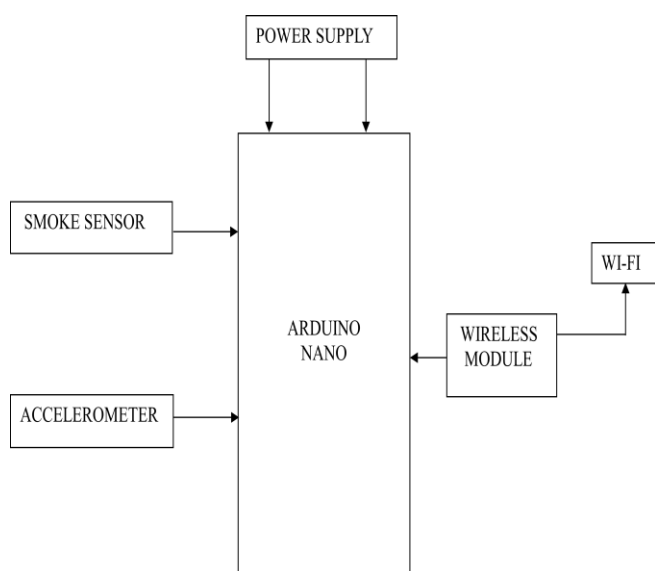 POWER SUPPLY
SMOKE SENSOR
WI-FI
ARDUINO
NANO
WIRELESS
MODULE
ACCELEROMETER